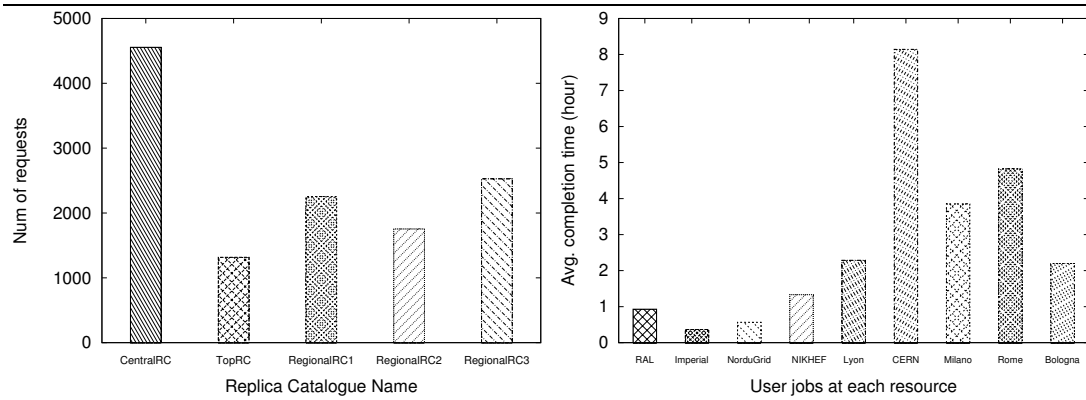 Num of requests
5000
4000
3000
2000
1000
0
CentralRC TopRC RegionalRC1 RegionalRC2 RegionalRC3
Replica Catalogue Name
Avg. completion time (hour)
9
8
7
6
5
4
3
2
1
0
RAL Imperial NorduGrid NIKHEF Lyon CERN Milano Rome Bologna
User jobs at each resource